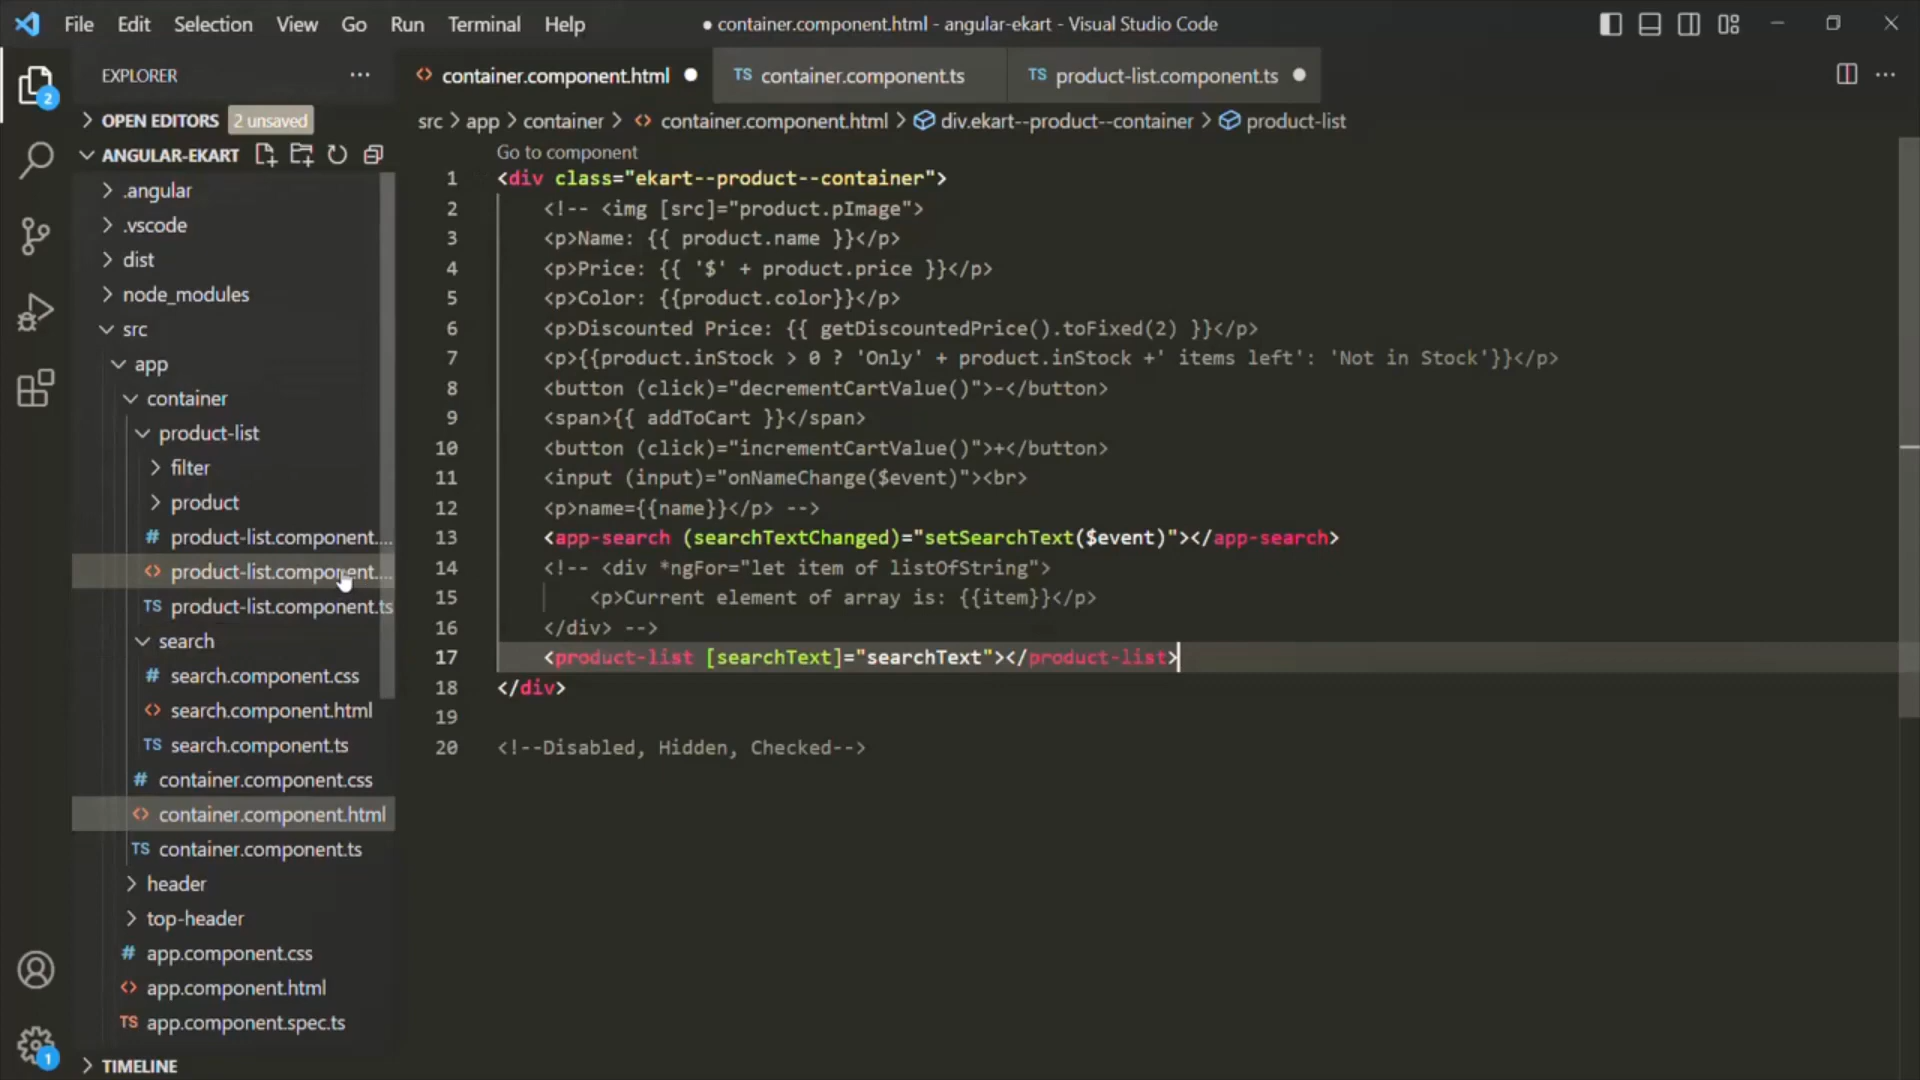 File Edit Selection View Go Run Terminal Help
● container.component.html - angular-ekart - Visual Studio Code
EXPLORER
container.component.html
TS container.component.ts
TS product-list.component.ts
OPEN EDITORS 2 unsaved
src > app > container > container.component.html > div.ekart--product--container > product-list
ANGULAR-EKART
.angular
.vscode
dist
node_modules
src
app
container
product-list
filter
product
# product-list.component....
<> product-list.component....
TS product-list.component.ts
search
# search.component.css
<> search.component.html
TS search.component.ts
# container.component.css
<> container.component.html
TS container.component.ts
header
top-header
# app.component.css
<> app.component.html
TS app.component.spec.ts
TIMELINE
2
1
Go to component
1 <div class="ekart--product--container">
2 <!-- <img [src]="product.pImage">
3 <p>Name: {{ product.name }}</p>
4 <p>Price: {{ '$' + product.price }}</p>
5 <p>Color: {{product.color}}</p>
6 <p>Discounted Price: {{ getDiscountedPrice().toFixed(2) }}</p>
7 <p>{{product.inStock > 0 ? 'Only' + product.inStock +' items left': 'Not in Stock'}}</p>
8 <button (click)="decrementCartValue()">-</button>
9 <span>{{ addToCart }}</span>
10 <button (click)="incrementCartValue()">+</button>
11 <input (input)="onNameChange($event)"><br>
12 <p>name={{name}}</p> -->
13 <app-search (searchTextChanged)="setSearchText($event)"></app-search>
14 <!-- <div *ngFor="let item of listOfString">
15 <p>Current element of array is: {{item}}</p>
16 </div> -->
17 <product-list [searchText]="searchText"></product-list>
18 </div>
19
20 <!--Disabled, Hidden, Checked-->